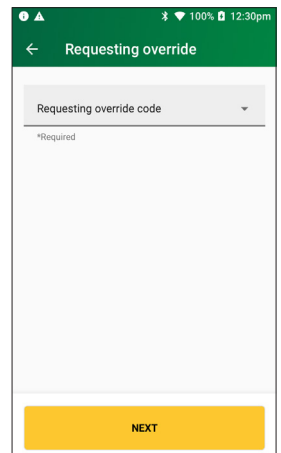 100% 12:30pm
Requesting override
Requesting override code
*Required
NEXT